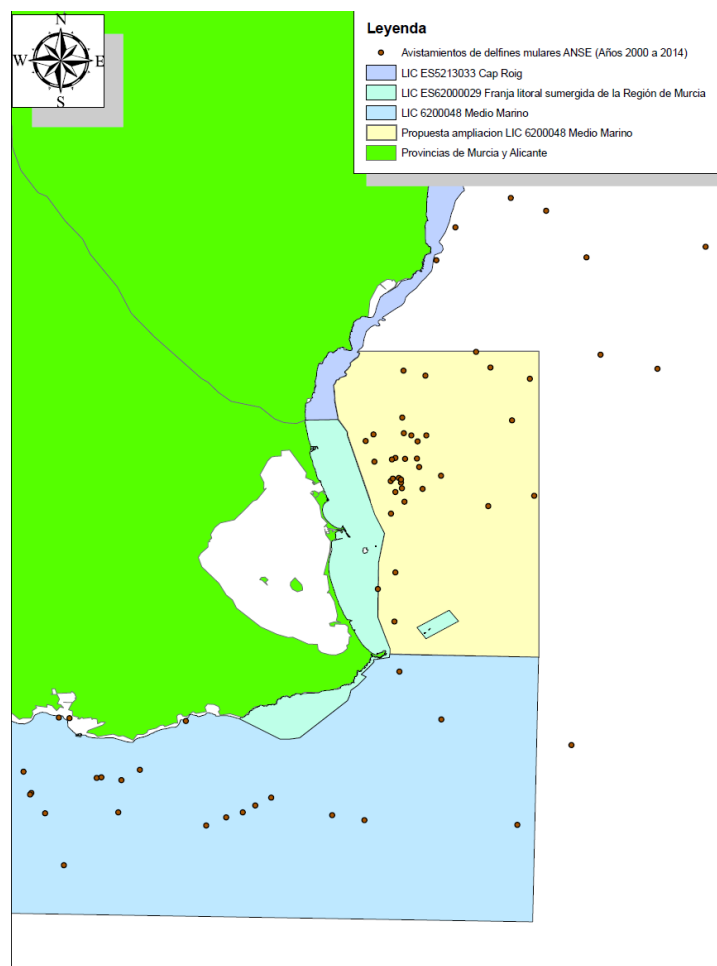 N
W E
S
Leyenda
Avistamientos de delfines mulares ANSE (Años 2000 a 2014)
LIC ES5213033 Cap Roig
LIC ES62000029 Franja litoral sumergida de la Región de Murcia
LIC 6200048 Medio Marino
Propuesta ampliacion LIC 6200048 Medio Marino
Provincias de Murcia y Alicante